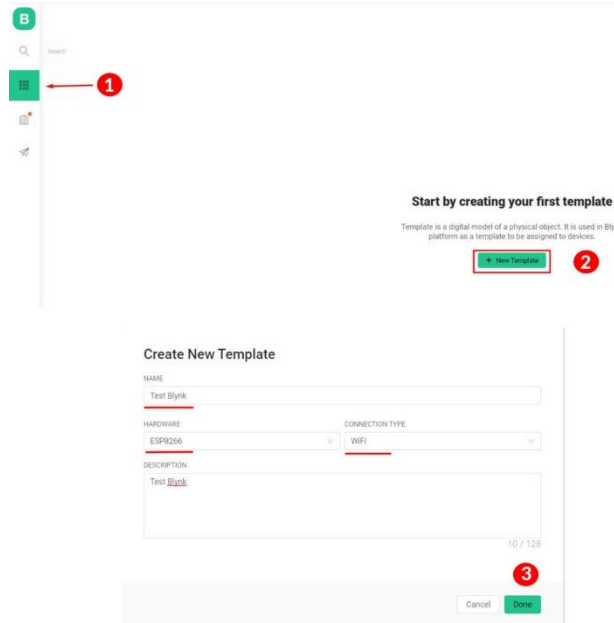 B
Search
1
Start by creating your first template
Template is a digital model of a physical object. It is used in Bly
platform as a template to be assigned to devices.
+ New Template
2
Create New Template
NAME
Test Blynk
HARDWARE
CONNECTION TYPE
ESP8266
WiFi
DESCRIPTION
Test Blynk
10 / 128
3
Cancel
Done